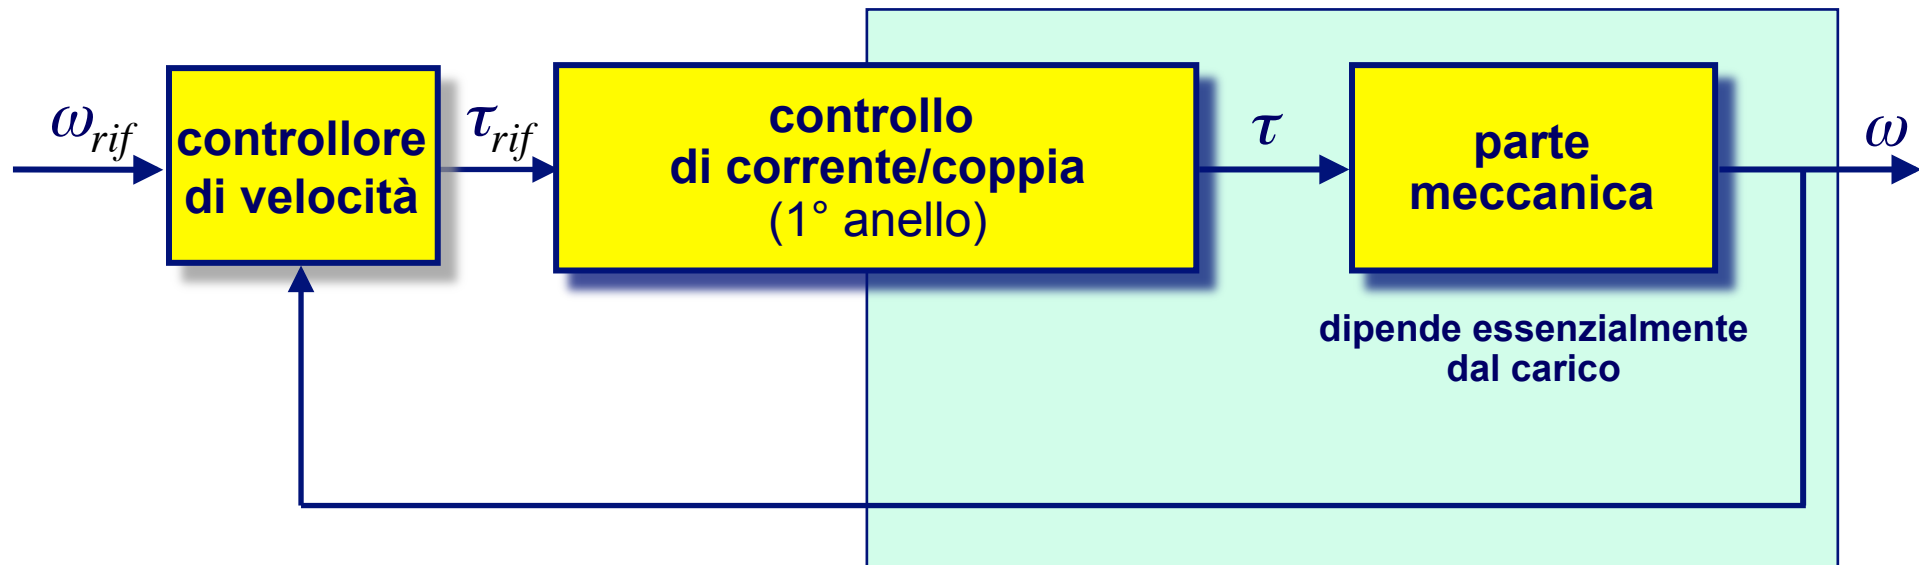 ω_rif
controllore
di velocità
τ_rif
controllo
di corrente/coppia
(1° anello)
τ
parte
meccanica
ω
dipende essenzialmente
dal carico